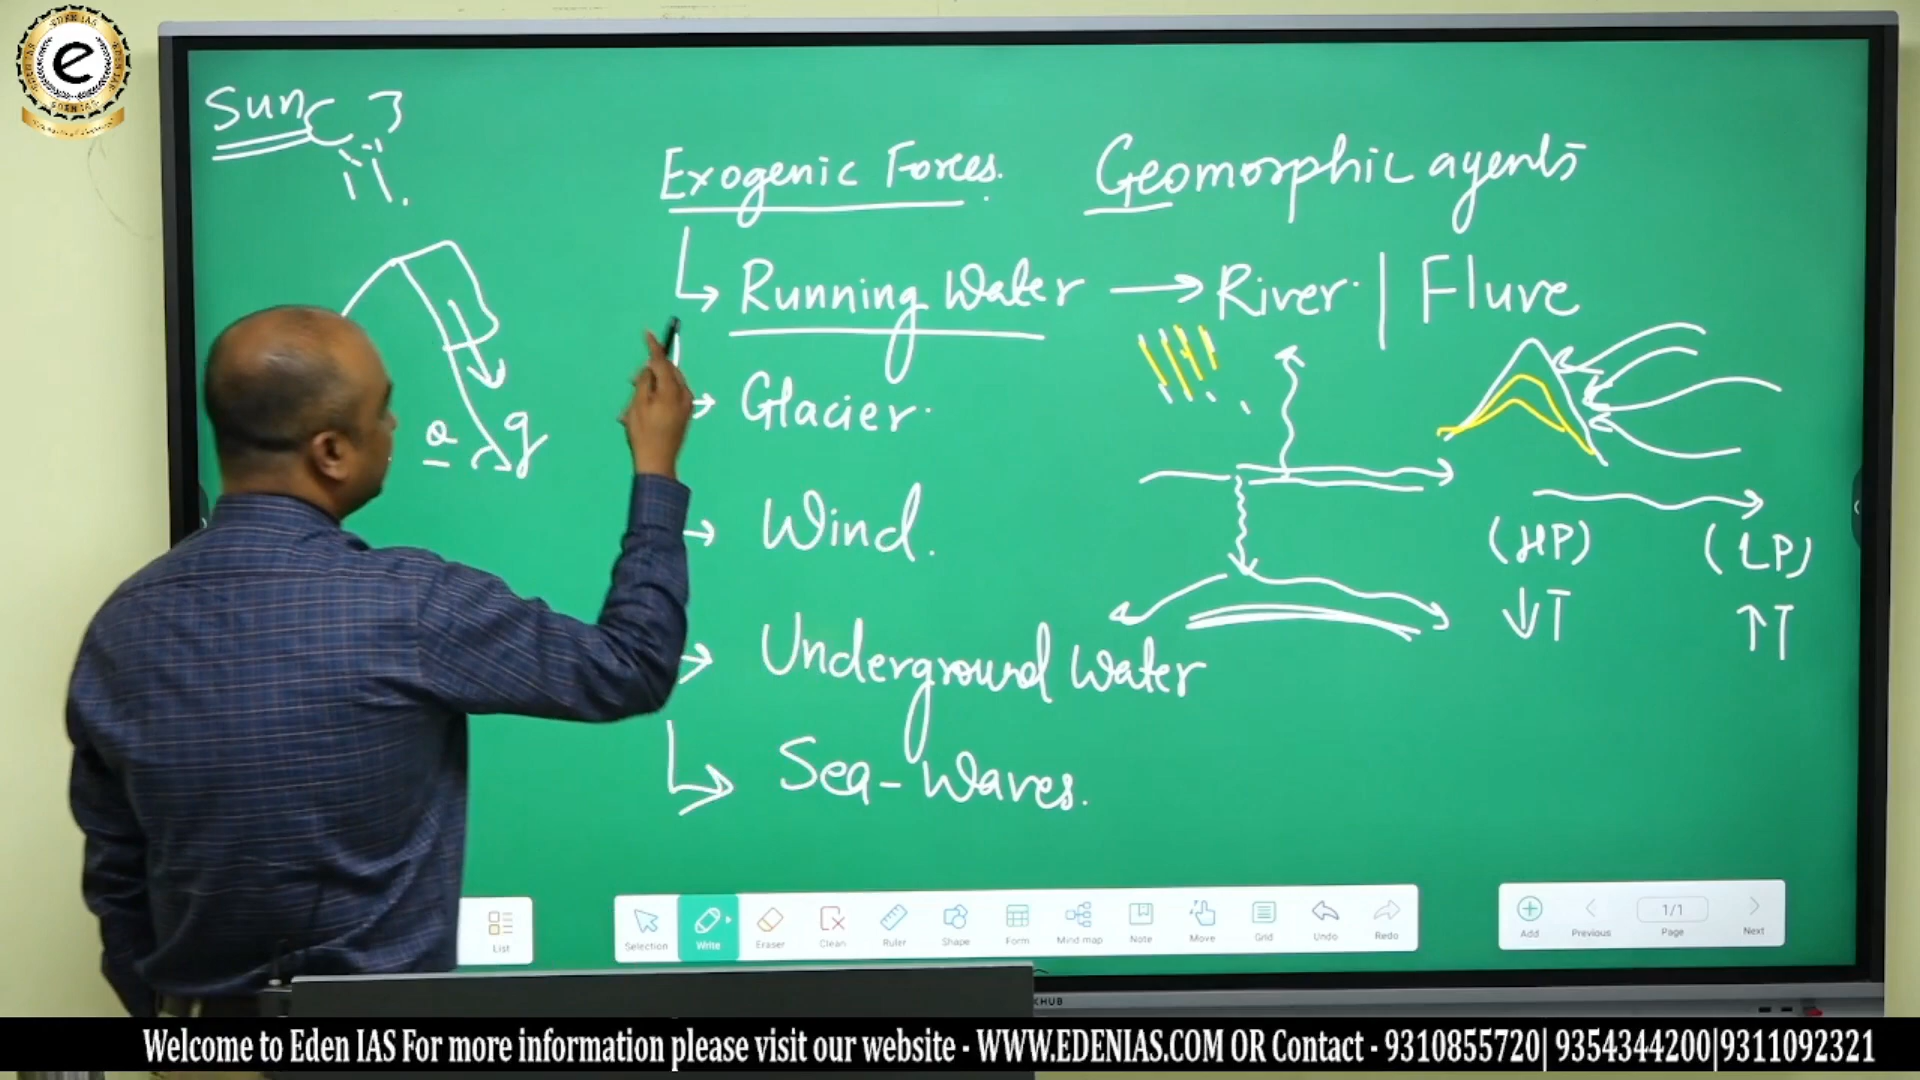 EDEN IAS
e
Sun
Exogenic Forces.
Geomorphic agents
Running Water → River | Fluve
Glacier.
a g
Wind.
(HP) (LP)
↓T ↑T
Underground Water
Sea-Waves.
List
Selection Write Eraser Clean Ruler Shape Form Mind map Note Move Grid Undo Redo
Add Previous 1/1 Page Next
KHUB
Welcome to Eden IAS For more information please visit our website - WWW.EDENIAS.COM OR Contact - 9310855720| 9354344200|9311092321